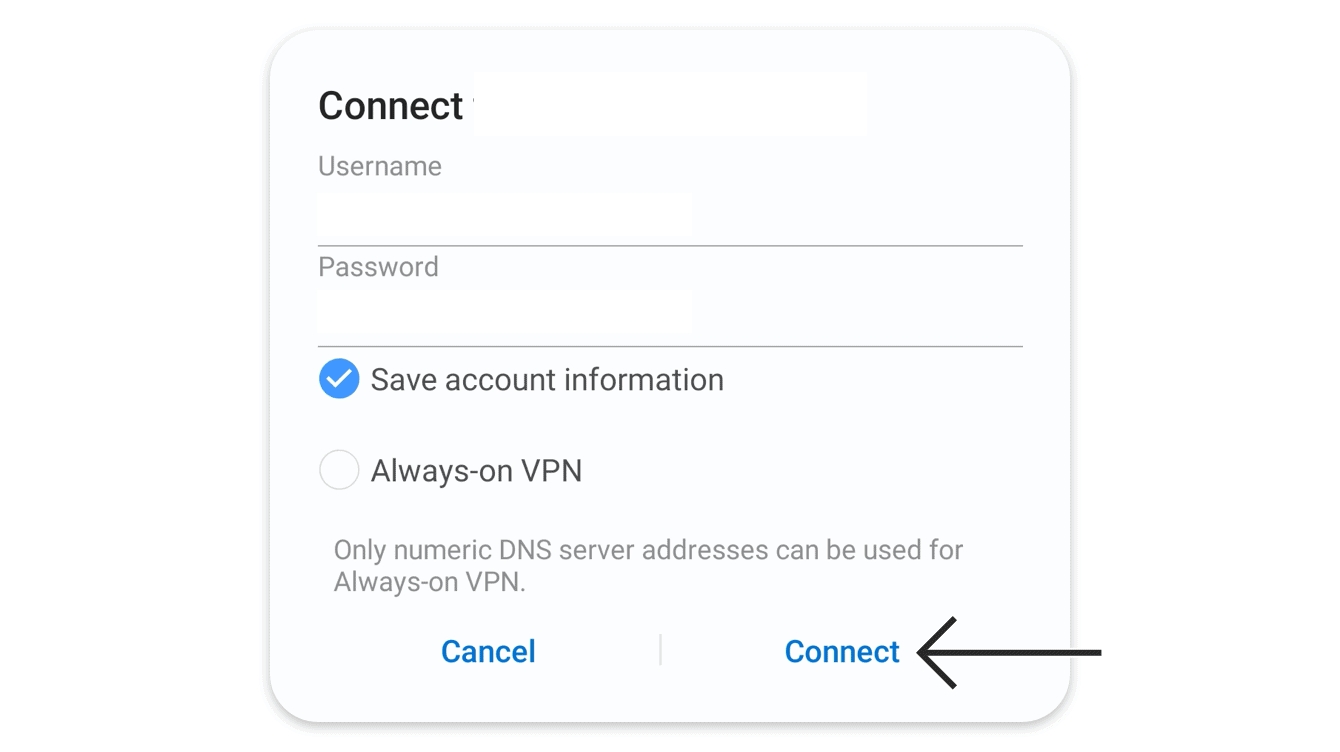 Connect
Username
Password
Save account information
Always-on VPN
Only numeric DNS server addresses can be used for
Always-on VPN.
Cancel
Connect